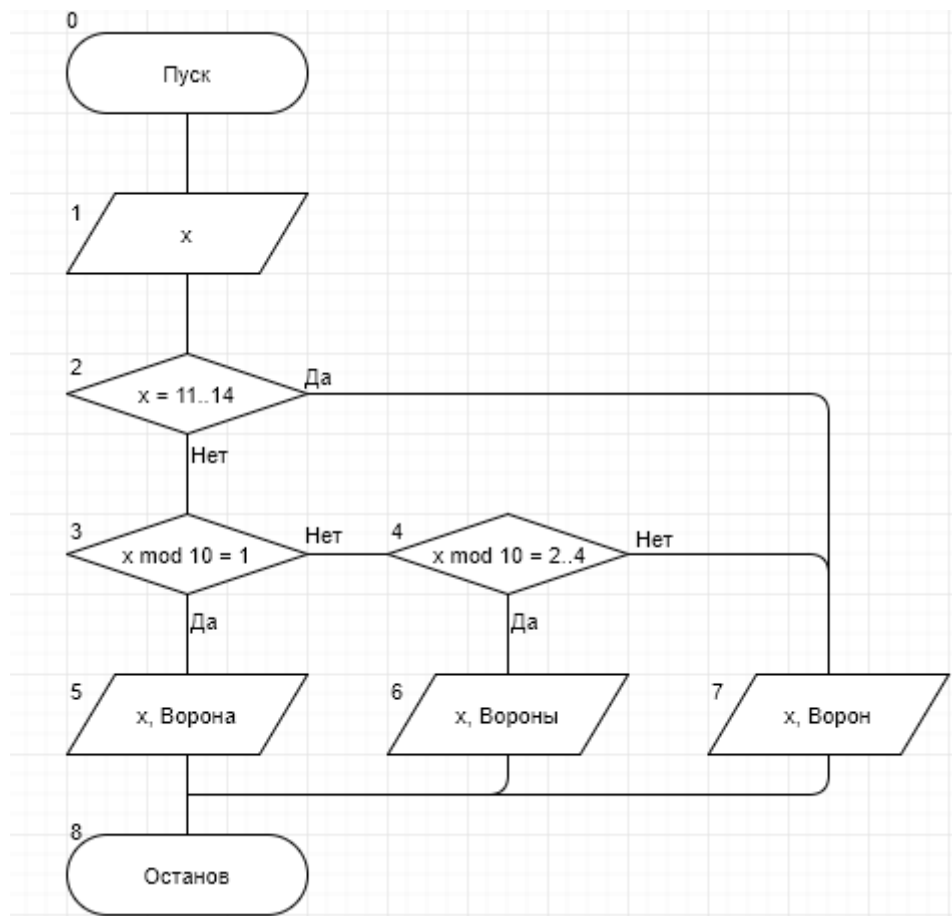 0
Пуск
1
x
2
x = 11..14
Да
Нет
3
x mod 10 = 1
Нет
4
x mod 10 = 2..4
Нет
Да
Да
5
x, Ворона
6
x, Вороны
7
x, Ворон
8
Останов